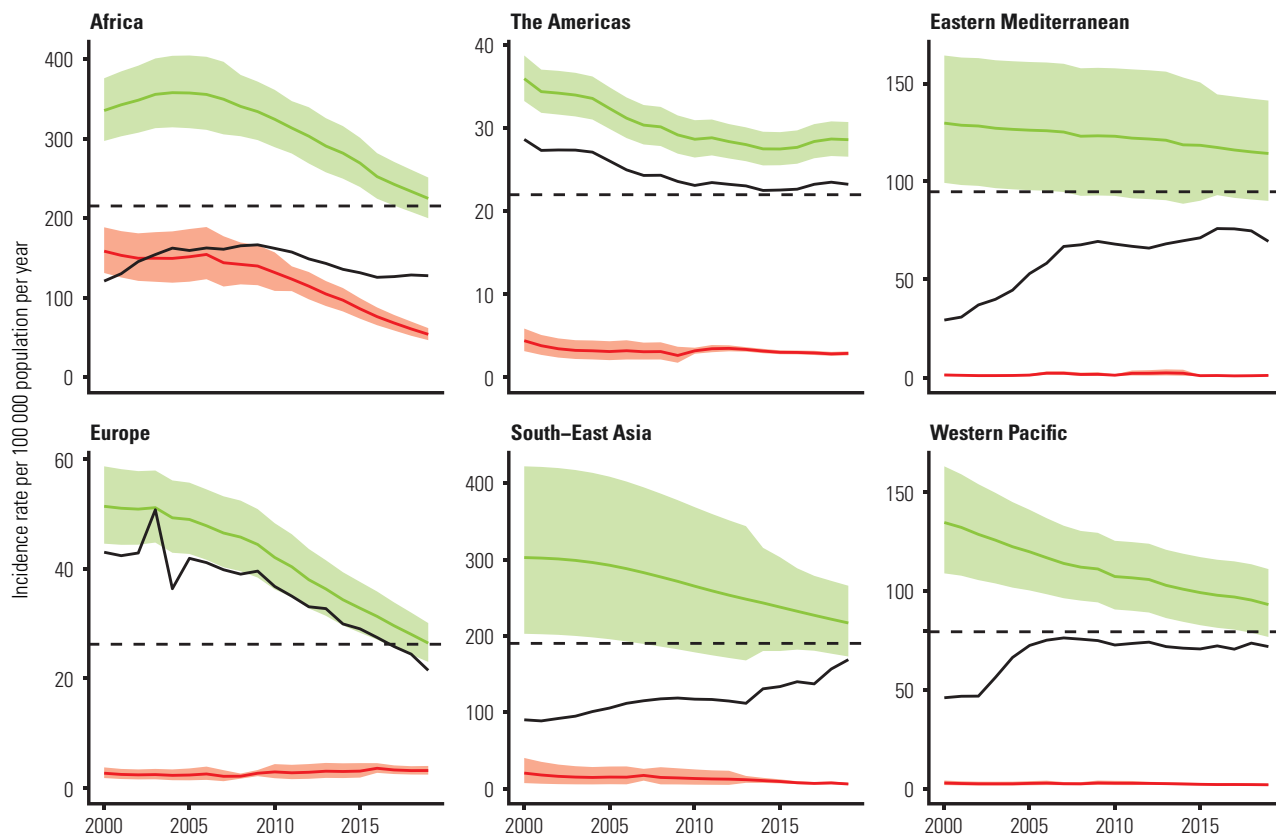 Incidence rate per 100 000 population per year
Africa
400
300
200
100
0
The Americas
40
30
20
10
0
Eastern Mediterranean
150
100
50
0
Europe
60
40
20
0
2000 2005 2010 2015
South–East Asia
400
300
200
100
0
2000 2005 2010 2015
Western Pacific
150
100
50
0
2000 2005 2010 2015